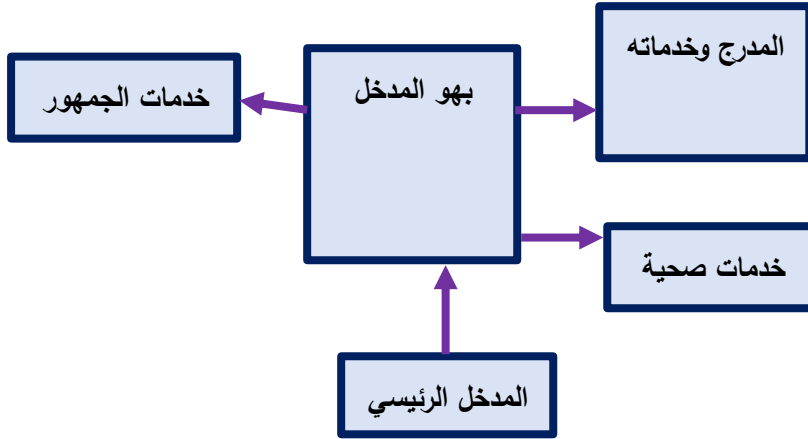 المدرج وخدماته
بهو المدخل
خدمات الجمهور
خدمات صحية
المدخل الرئيسي